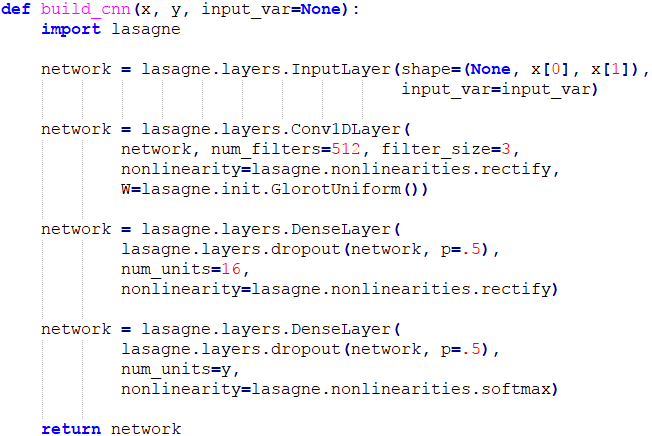 def build_cnn(x, y, input_var=None):
    import lasagne

    network = lasagne.layers.InputLayer(shape=(None, x[0], x[1]),
                                        input_var=input_var)

    network = lasagne.layers.Conv1DLayer(
            network, num_filters=512, filter_size=3,
            nonlinearity=lasagne.nonlinearities.rectify,
            W=lasagne.init.GlorotUniform())

    network = lasagne.layers.DenseLayer(
            lasagne.layers.dropout(network, p=.5),
            num_units=16,
            nonlinearity=lasagne.nonlinearities.rectify)

    network = lasagne.layers.DenseLayer(
            lasagne.layers.dropout(network, p=.5),
            num_units=y,
            nonlinearity=lasagne.nonlinearities.softmax)

    return network